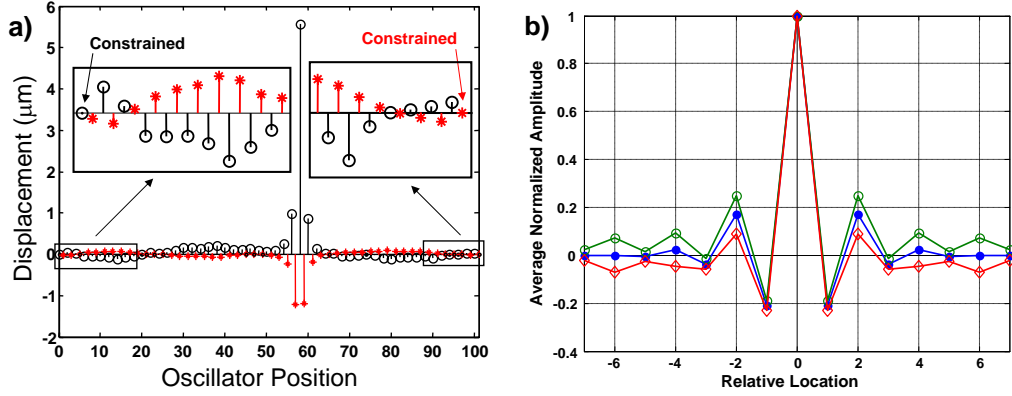 a)
Constrained
Constrained
Displacement (μm)
6
5
4
3
2
1
0
-1
-2
0 10 20 30 40 50 60 70 80 90 100
Oscillator Position
b)
Average Normalized Amplitude
1
0.8
0.6
0.4
0.2
0
-0.2
-0.4
-6 -4 -2 0 2 4 6
Relative Location